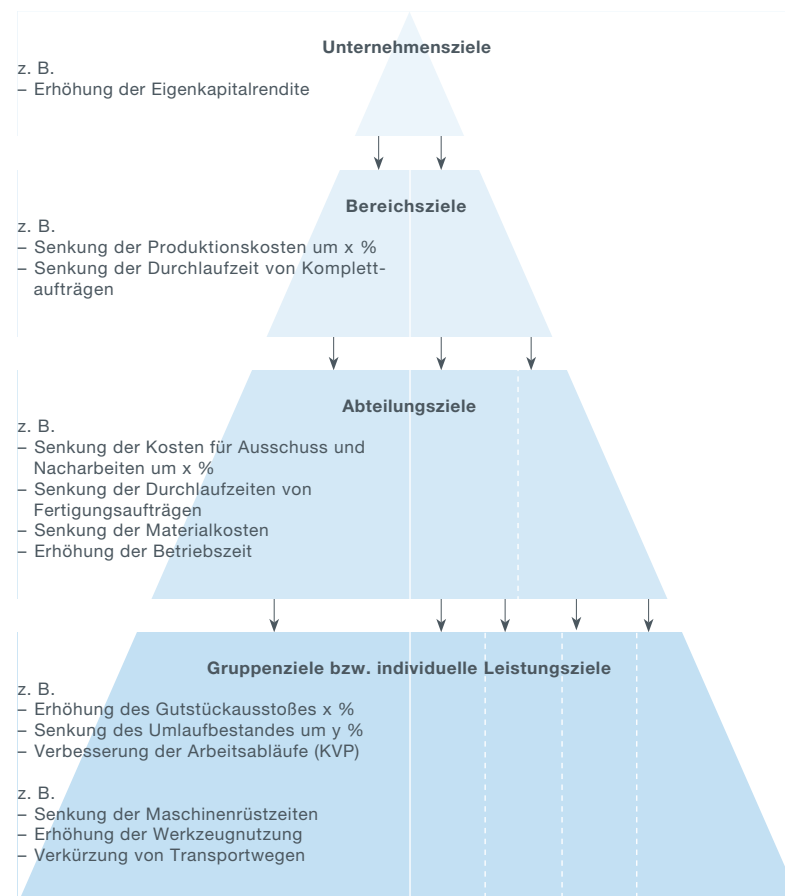 Unternehmensziele
z. B.
– Erhöhung der Eigenkapitalrendite
Bereichsziele
z. B.
– Senkung der Produktionskosten um x %
– Senkung der Durchlaufzeit von Komplett-
aufträgen
Abteilungsziele
z. B.
– Senkung der Kosten für Ausschuss und
Nacharbeiten um x %
– Senkung der Durchlaufzeiten von
Fertigungsaufträgen
– Senkung der Materialkosten
– Erhöhung der Betriebszeit
Gruppenziele bzw. individuelle Leistungsziele
z. B.
– Erhöhung des Gutstückausstoßes x %
– Senkung des Umlaufbestandes um y %
– Verbesserung der Arbeitsabläufe (KVP)
z. B.
– Senkung der Maschinenrüstzeiten
– Erhöhung der Werkzeugnutzung
– Verkürzung von Transportwegen